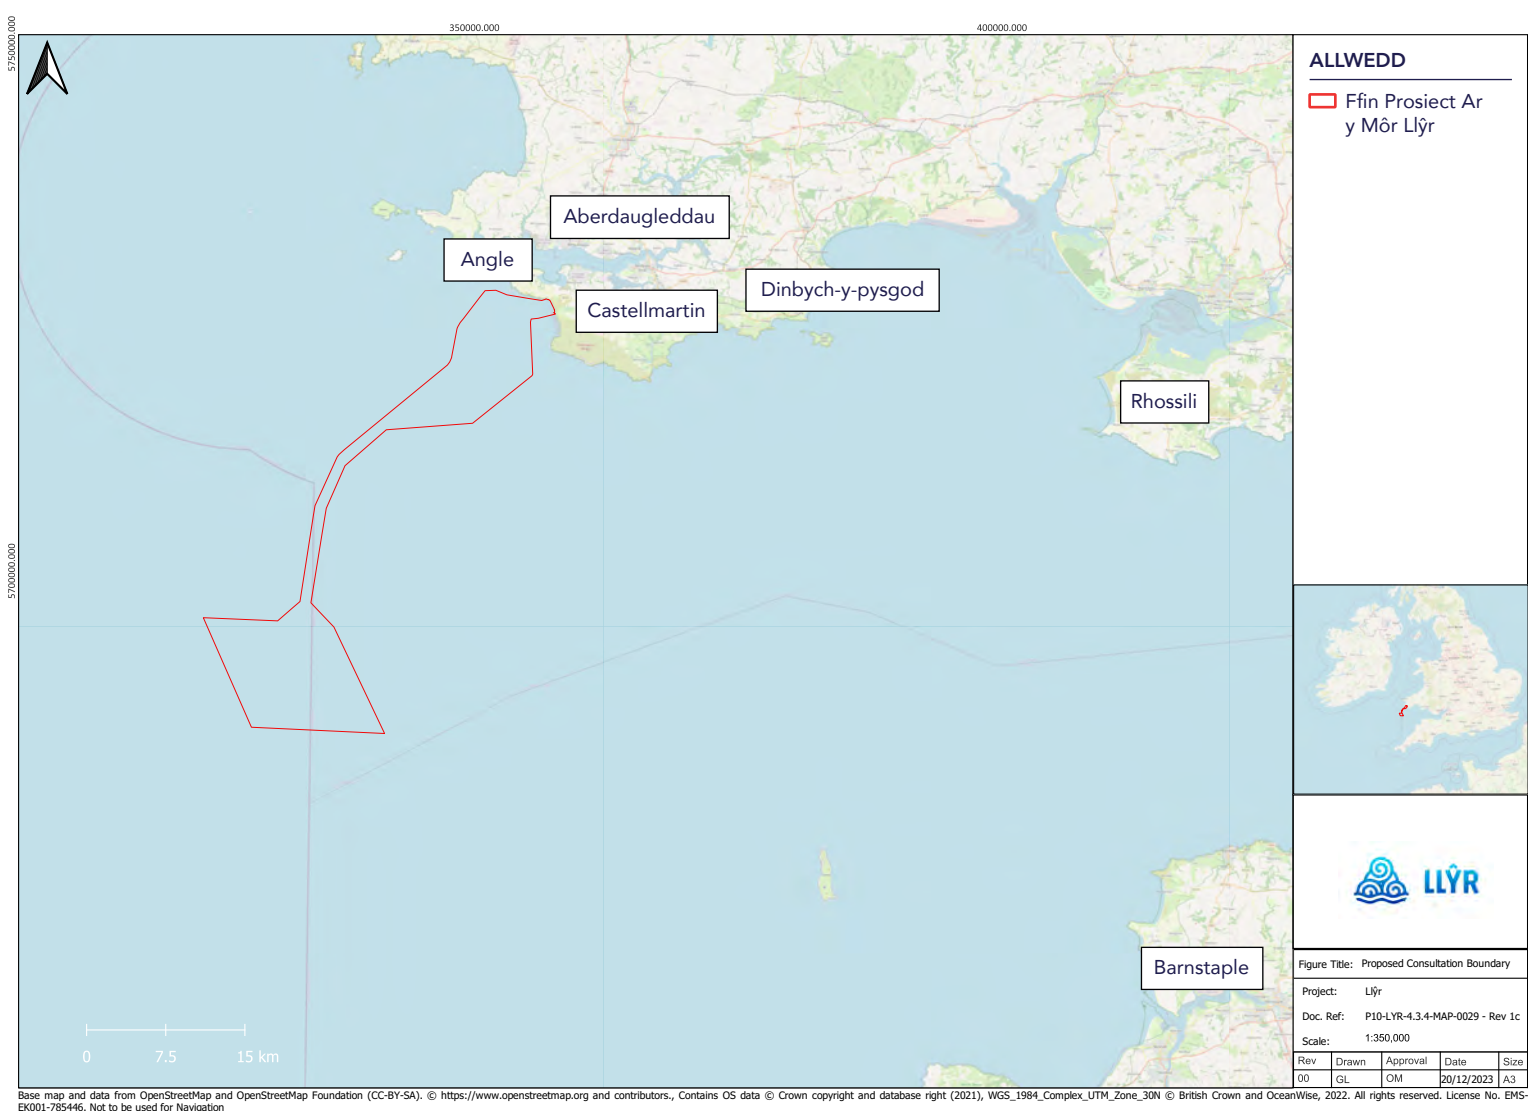 350000.000
400000.000
5750000.000
5700000.000
Aberdaugleddau
Angle
Dinbych-y-pysgod
Castellmartin
Rhossili
Barnstaple
0 7.5 15 km
ALLWEDD
Ffin Prosiect Ar
y Môr Llŷr
LLŶR
Figure Title: Proposed Consultation Boundary
Project: Llŷr
Doc. Ref: P10-LYR-4.3.4-MAP-0029 - Rev 1c
Scale: 1:350,000
Rev Drawn Approval Date Size
00 GL OM 20/12/2023 A3
Base map and data from OpenStreetMap and OpenStreetMap Foundation (CC-BY-SA). © https://www.openstreetmap.org and contributors., Contains OS data © Crown copyright and database right (2021), WGS_1984_Complex_UTM_Zone_30N © British Crown and OceanWise, 2022. All rights reserved. License No. EMS-
EK001-785446. Not to be used for Navigation